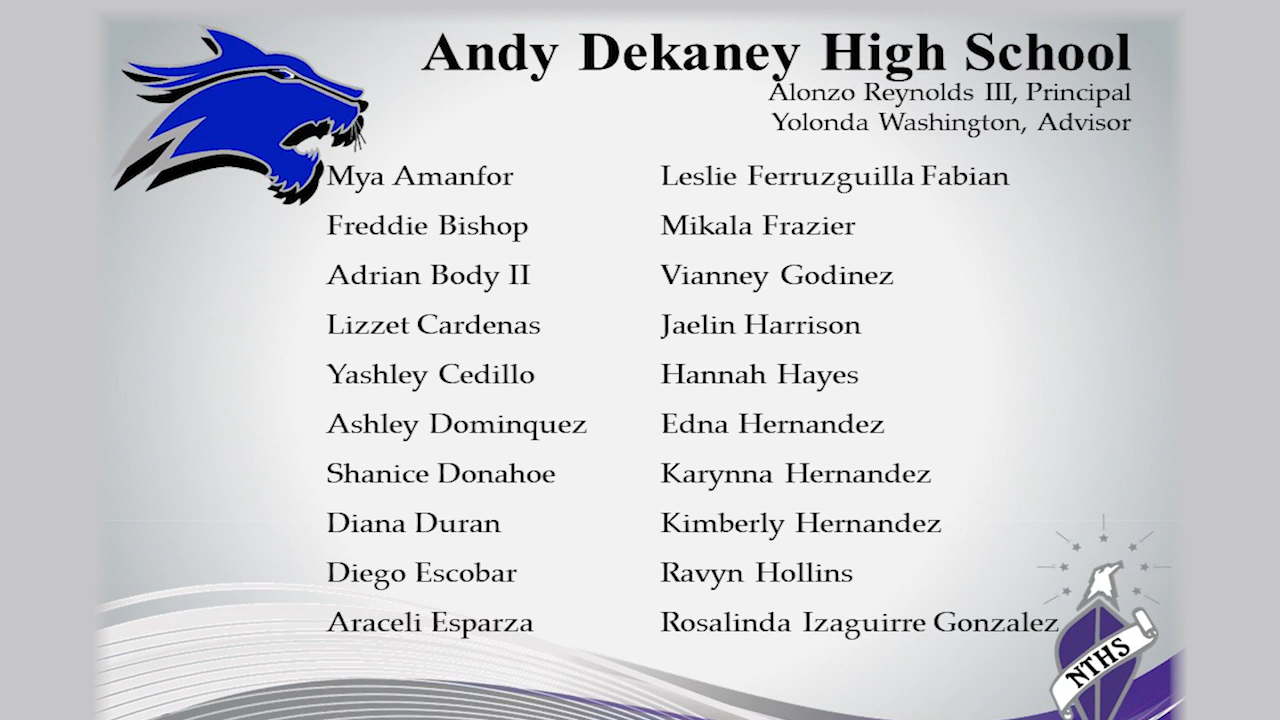 Andy Dekaney High School
Alonzo Reynolds III, Principal
Yolonda Washington, Advisor
Mya Amanfor
Freddie Bishop
Adrian Body II
Lizzet Cardenas
Yashley Cedillo
Ashley Dominquez
Shanice Donahoe
Diana Duran
Diego Escobar
Araceli Esparza
Leslie Ferruzguilla Fabian
Mikala Frazier
Vianney Godinez
Jaelin Harrison
Hannah Hayes
Edna Hernandez
Karynna Hernandez
Kimberly Hernandez
Ravyn Hollins
Rosalinda Izaguirre Gonzalez
NTHS